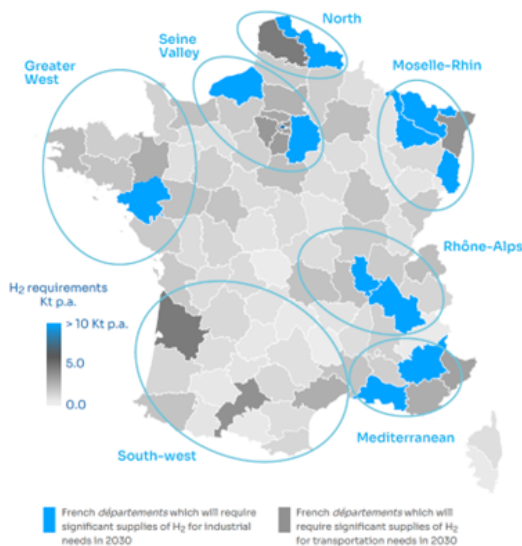 North
Seine
Valley
Moselle-Rhin
Greater
West
Rhône-Alps
H2 requirements
Kt p.a.
> 10 Kt p.a.
5.0
0.0
Mediterranean
South-west
French départements which will require
significant supplies of H2 for industrial
needs in 2030
French départements which will
require significant supplies of H2
for transportation needs in 2030